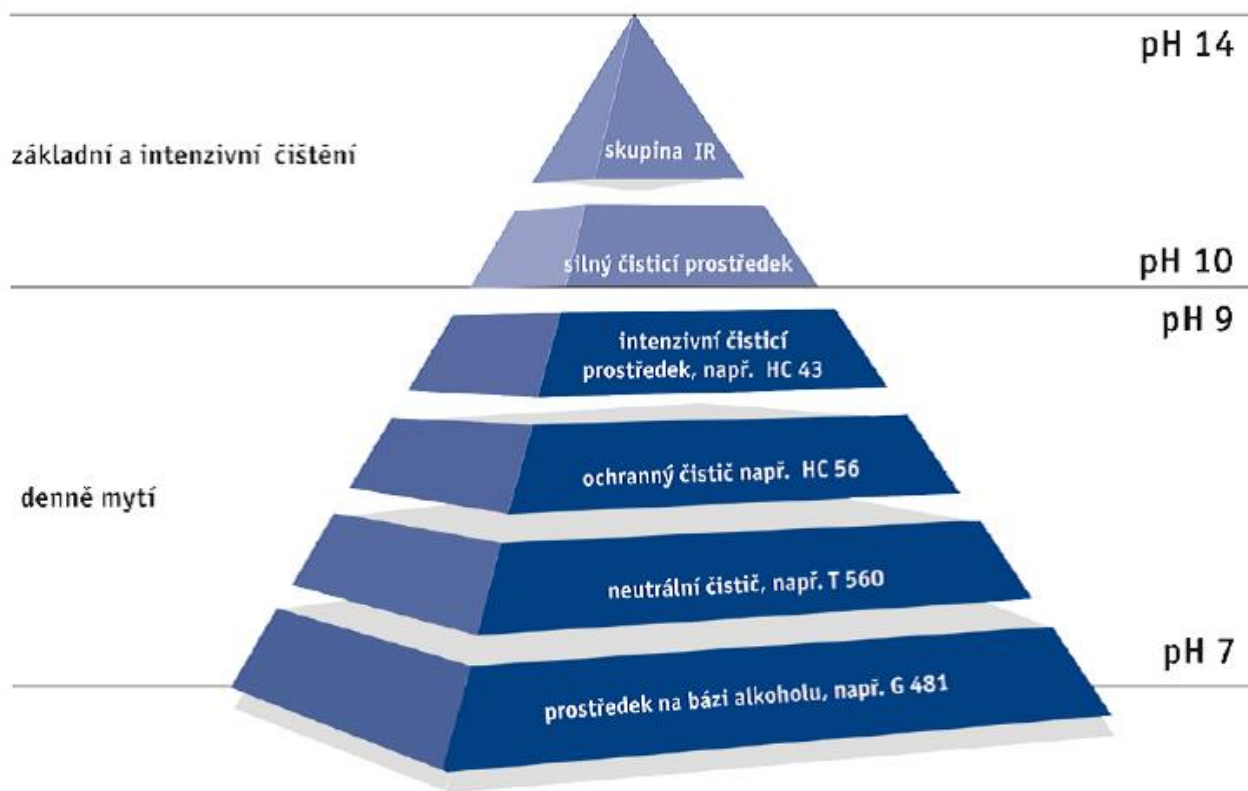 pH 14
základní a intenzivní čištění
skupina IR
silný čisticí prostředek
pH 10
pH 9
intenzivní čisticí
prostředek, např. HC 43
ochranný čistič např. HC 56
denně mytí
neutrální čistič, např. T 560
pH 7
prostředek na bázi alkoholu, např. G 481